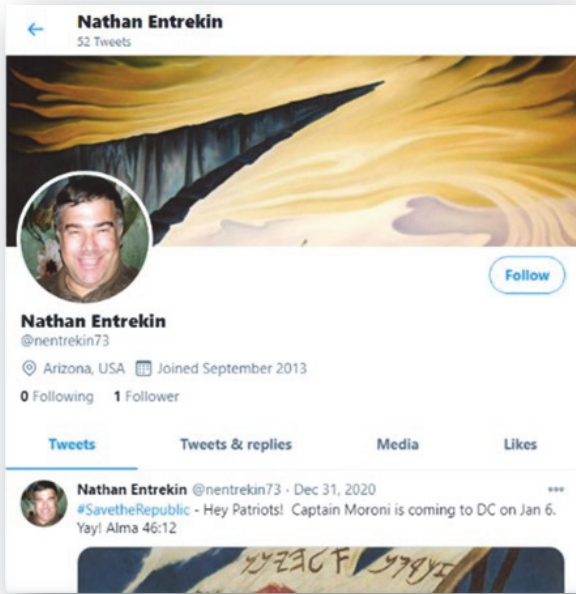 Nathan Entrekin
52 Tweets
Follow
Nathan Entrekin
@nentrekin73
Arizona, USA Joined September 2013
0 Following 1 Follower
Tweets Tweets & replies Media Likes
Nathan Entrekin @nentrekin73 · Dec 31, 2020
#SavetheRepublic - Hey Patriots! Captain Moroni is coming to DC on Jan 6.
Yay! Alma 46:12